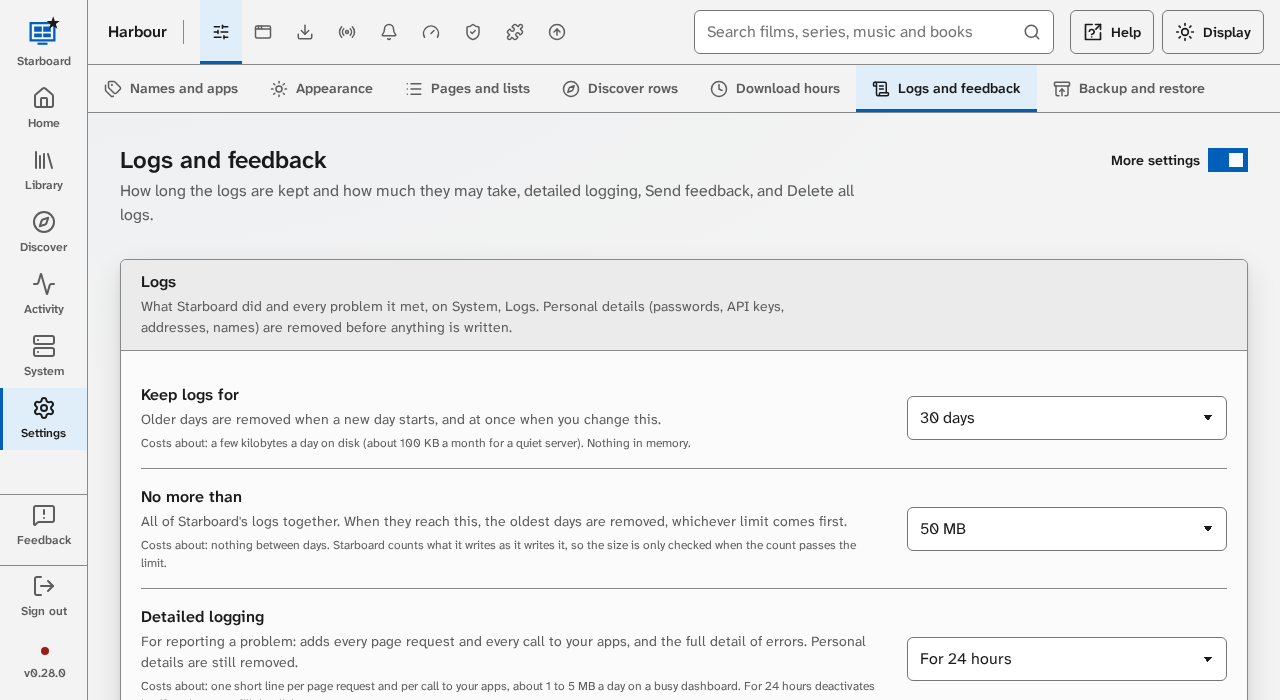 Starboard
Home
Library
Discover
Activity
System
Settings
Feedback
Sign out
v0.28.0
Harbour
Search films, series, music and books
Help
Display
Names and apps
Appearance
Pages and lists
Discover rows
Download hours
Logs and feedback
Backup and restore
Logs and feedback
More settings
How long the logs are kept and how much they may take, detailed logging, Send feedback, and Delete all
logs.
Logs
What Starboard did and every problem it met, on System, Logs. Personal details (passwords, API keys,
addresses, names) are removed before anything is written.
Keep logs for
Older days are removed when a new day starts, and at once when you change this.
Costs about: a few kilobytes a day on disk (about 100 KB a month for a quiet server). Nothing in memory.
30 days
No more than
All of Starboard's logs together. When they reach this, the oldest days are removed, whichever limit comes first.
Costs about: nothing between days. Starboard counts what it writes as it writes it, so the size is only checked when the count passes the
limit.
50 MB
Detailed logging
For reporting a problem: adds every page request and every call to your apps, and the full detail of errors. Personal
details are still removed.
Costs about: one short line per page request and per call to your apps, about 1 to 5 MB a day on a busy dashboard. For 24 hours deactivates
For 24 hours